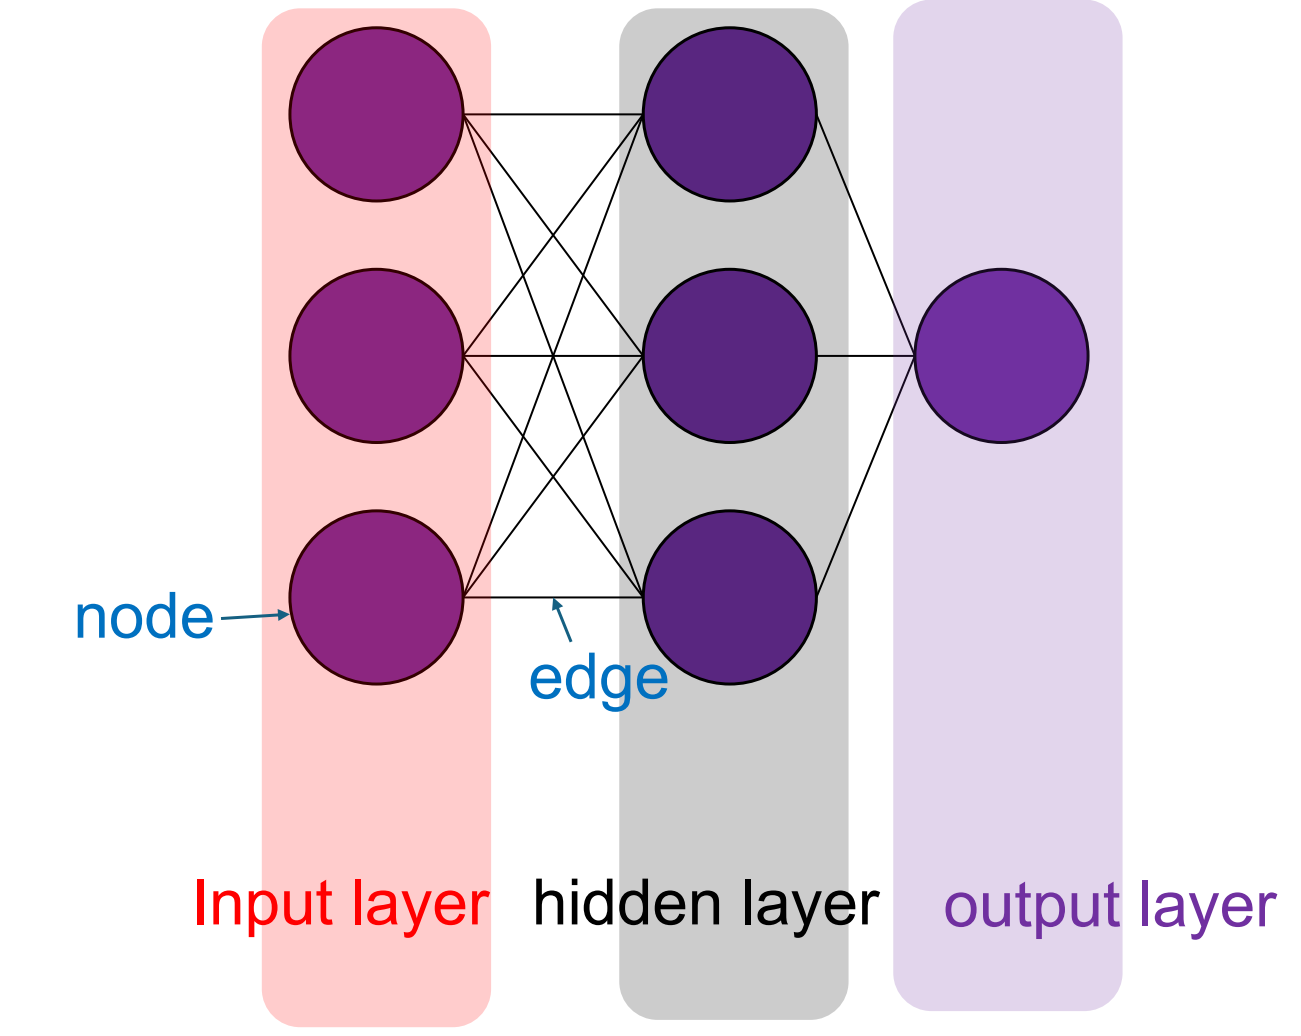 node
edge
Input layer
hidden layer
output layer